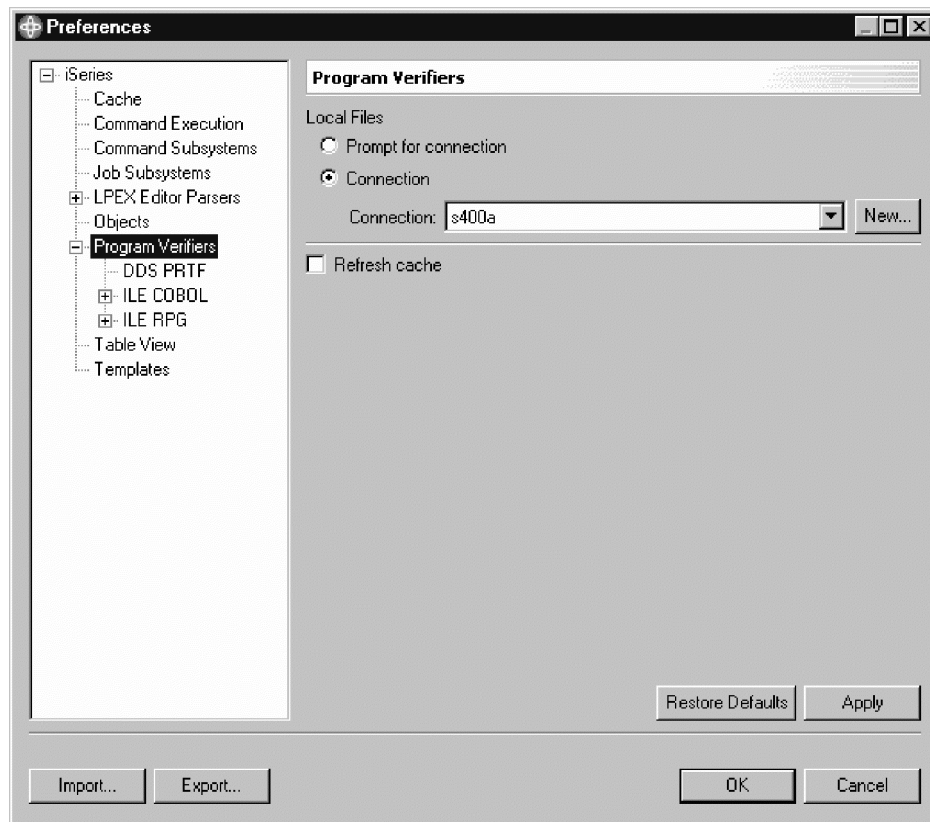 Preferences
iSeries
Cache
Command Execution
Command Subsystems
Job Subsystems
LPEX Editor Parsers
Objects
Program Verifiers
DDS PRTF
ILE COBOL
ILE RPG
Table View
Templates
Program Verifiers
Local Files
Prompt for connection
Connection
Connection: s400a New...
Refresh cache
Restore Defaults Apply
Import... Export... OK Cancel